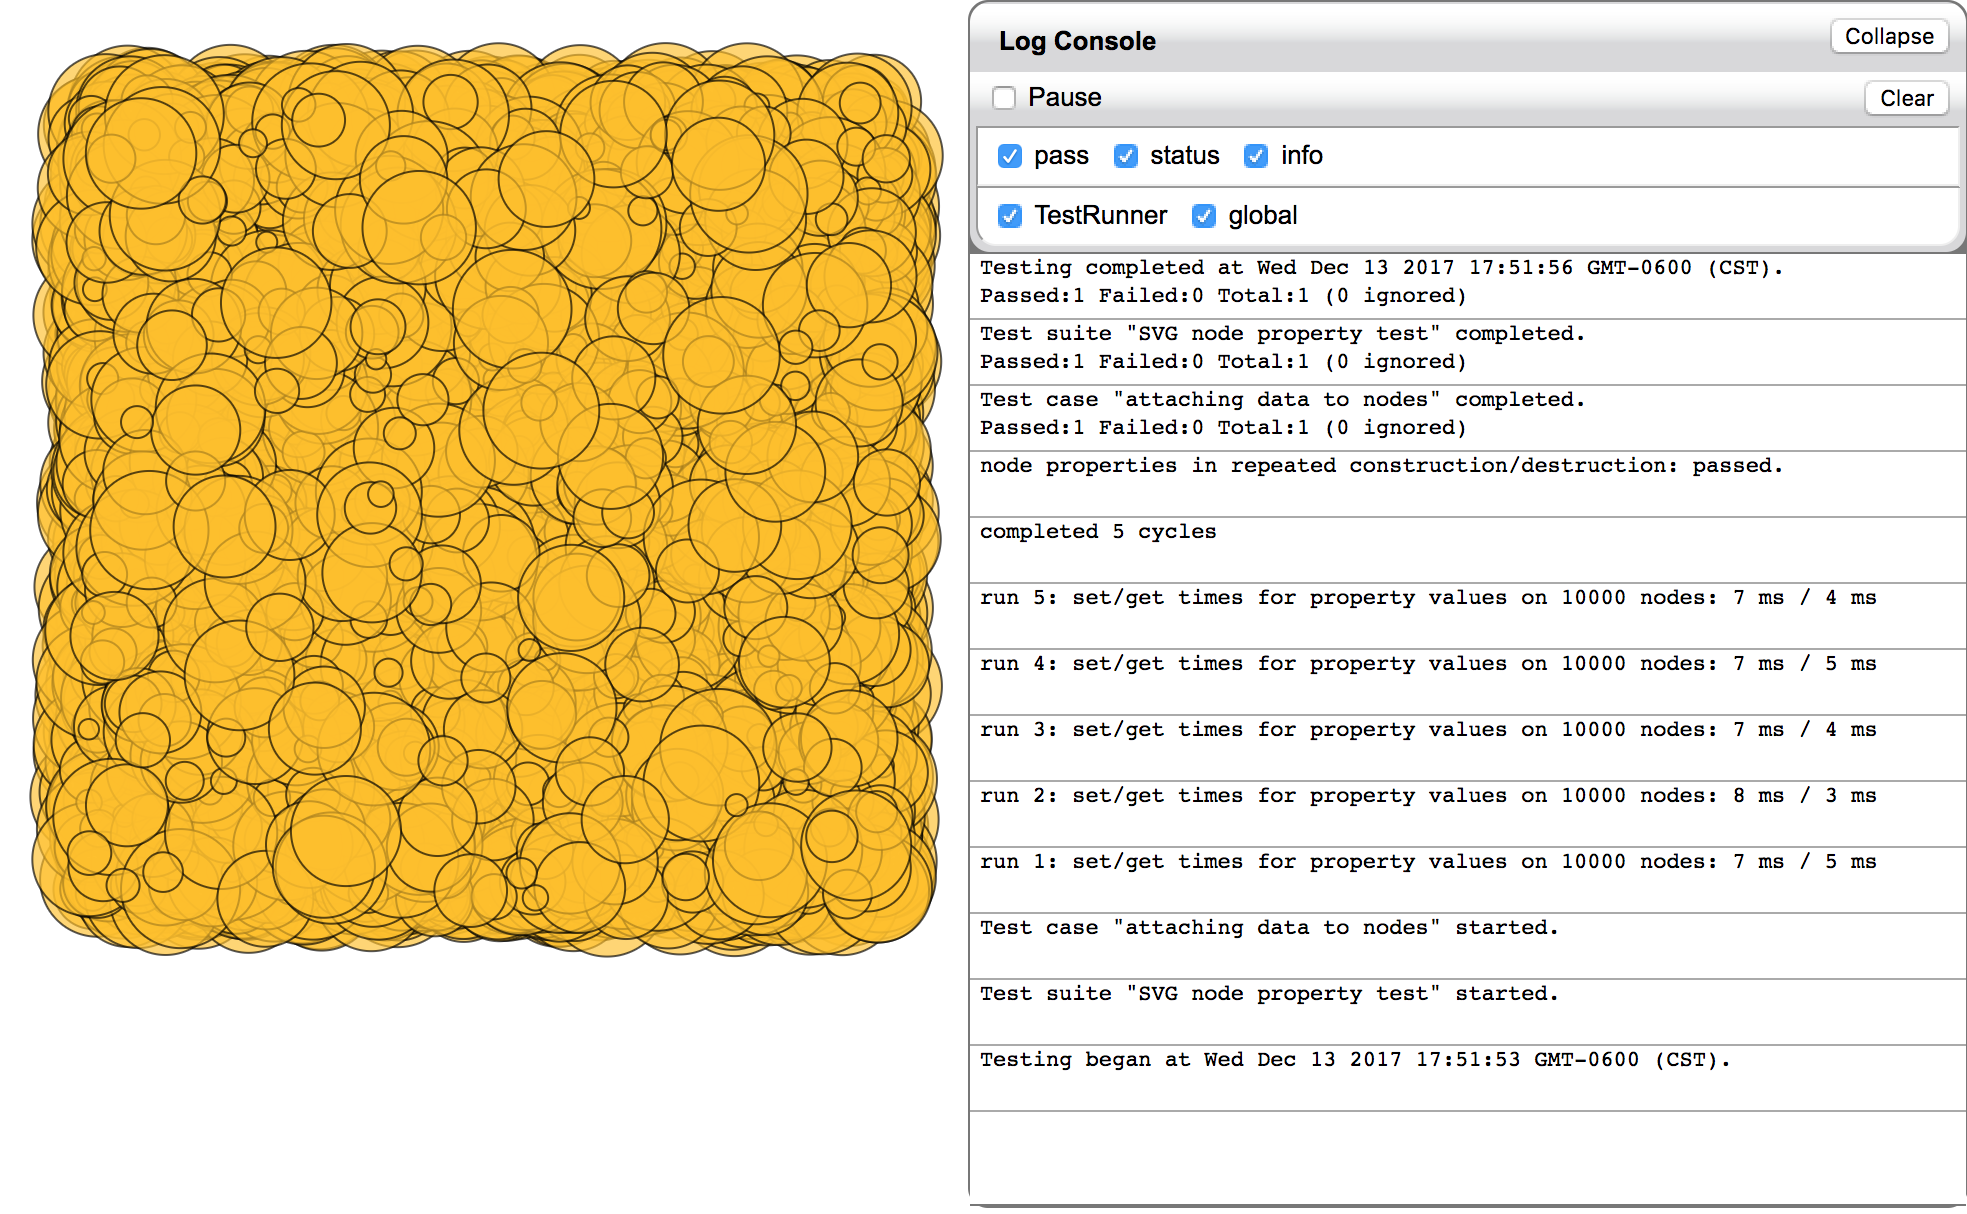 Log Console
Collapse
Pause
Clear
pass status info
TestRunner global
Testing completed at Wed Dec 13 2017 17:51:56 GMT-0600 (CST).
Passed:1 Failed:0 Total:1 (0 ignored)
Test suite "SVG node property test" completed.
Passed:1 Failed:0 Total:1 (0 ignored)
Test case "attaching data to nodes" completed.
Passed:1 Failed:0 Total:1 (0 ignored)
node properties in repeated construction/destruction: passed.
completed 5 cycles
run 5: set/get times for property values on 10000 nodes: 7 ms / 4 ms
run 4: set/get times for property values on 10000 nodes: 7 ms / 5 ms
run 3: set/get times for property values on 10000 nodes: 7 ms / 4 ms
run 2: set/get times for property values on 10000 nodes: 8 ms / 3 ms
run 1: set/get times for property values on 10000 nodes: 7 ms / 5 ms
Test case "attaching data to nodes" started.
Test suite "SVG node property test" started.
Testing began at Wed Dec 13 2017 17:51:53 GMT-0600 (CST).